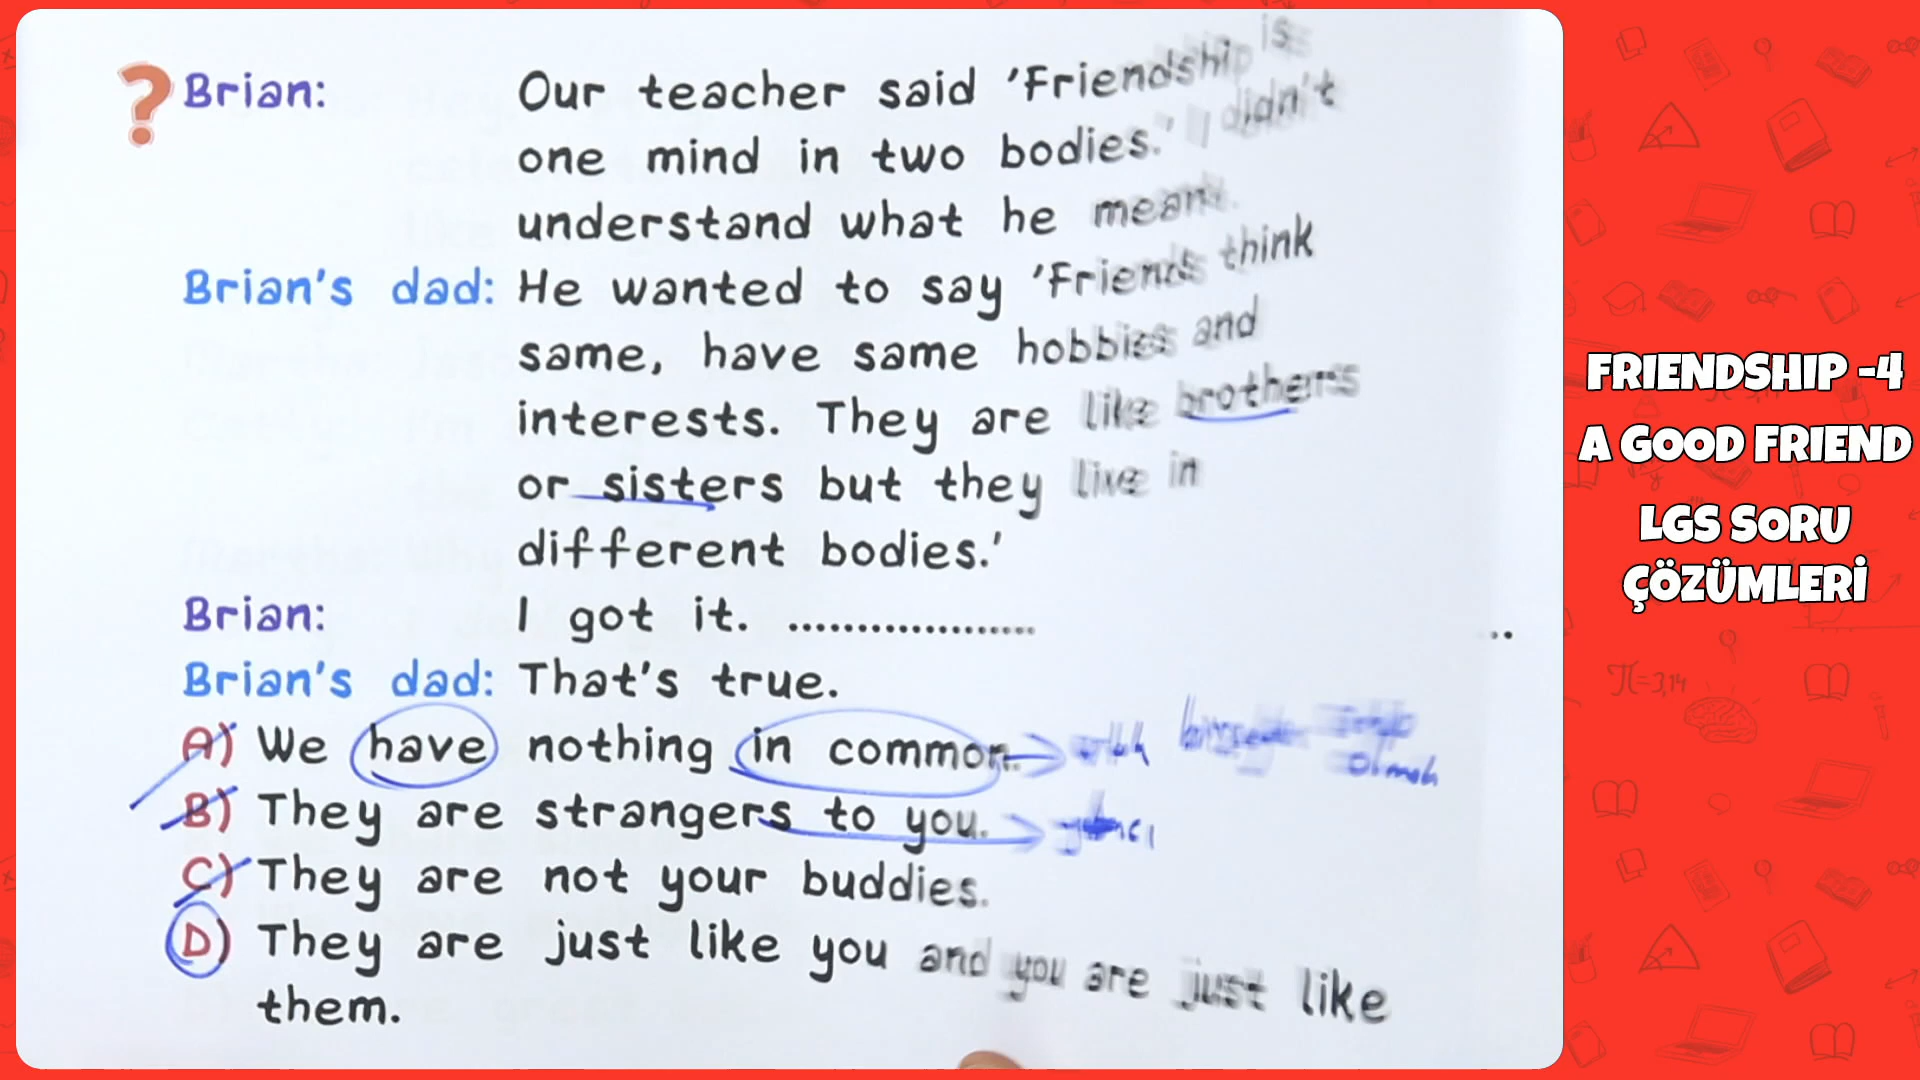 Brian: Our teacher said 'Friendship is
one mind in two bodies.' I didn't
understand what he meant.
Brian's dad: He wanted to say 'Friends think
same, have same hobbies and
interests. They are like brothers
or sisters but they live in
different bodies.'
Brian: I got it. .....................
Brian's dad: That's true.
A) We have nothing in common.
B) They are strangers to you.
C) They are not your buddies.
D) They are just like you and you are just like
them.
olmak
FRIENDSHIP -4
A GOOD FRIEND
LGS SORU
ÇÖZÜMLERİ
π=3,14